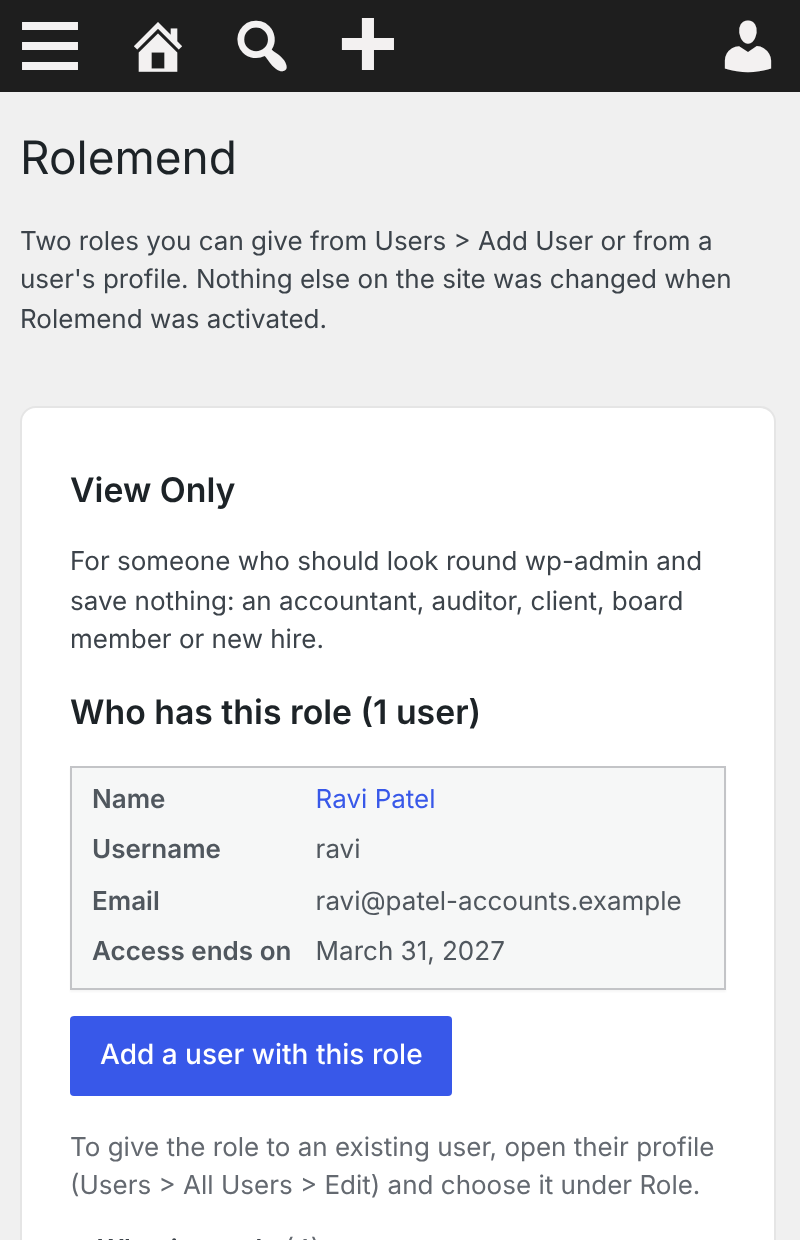 Rolemend
Two roles you can give from Users > Add User or from a
user's profile. Nothing else on the site was changed when
Rolemend was activated.
View Only
For someone who should look round wp-admin and
save nothing: an accountant, auditor, client, board
member or new hire.
Who has this role (1 user)
Name Ravi Patel
Username ravi
Email ravi@patel-accounts.example
Access ends on March 31, 2027
Add a user with this role
To give the role to an existing user, open their profile
(Users > All Users > Edit) and choose it under Role.